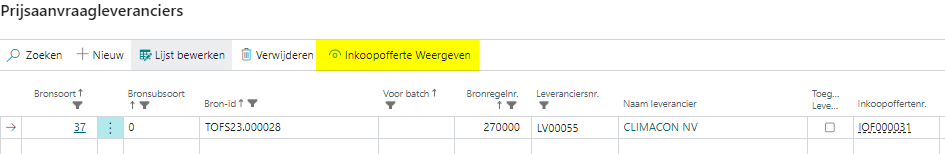 Prijsaanvraagleveranciers
Zoeken + Nieuw Lijst bewerken Verwijderen Inkoopofferte Weergeven
Bronsoort ↑ Bronsubsoort ↑ Bron-id ↑ Voor batch ↑ Bronregelnr. ↑ Leveranciersnr. Naam leverancier Toeg... Leve... Inkoopoffertenr.
→ 37 0 TOFS23.000028 270000 LV00055 CLIMACON NV IOF000031